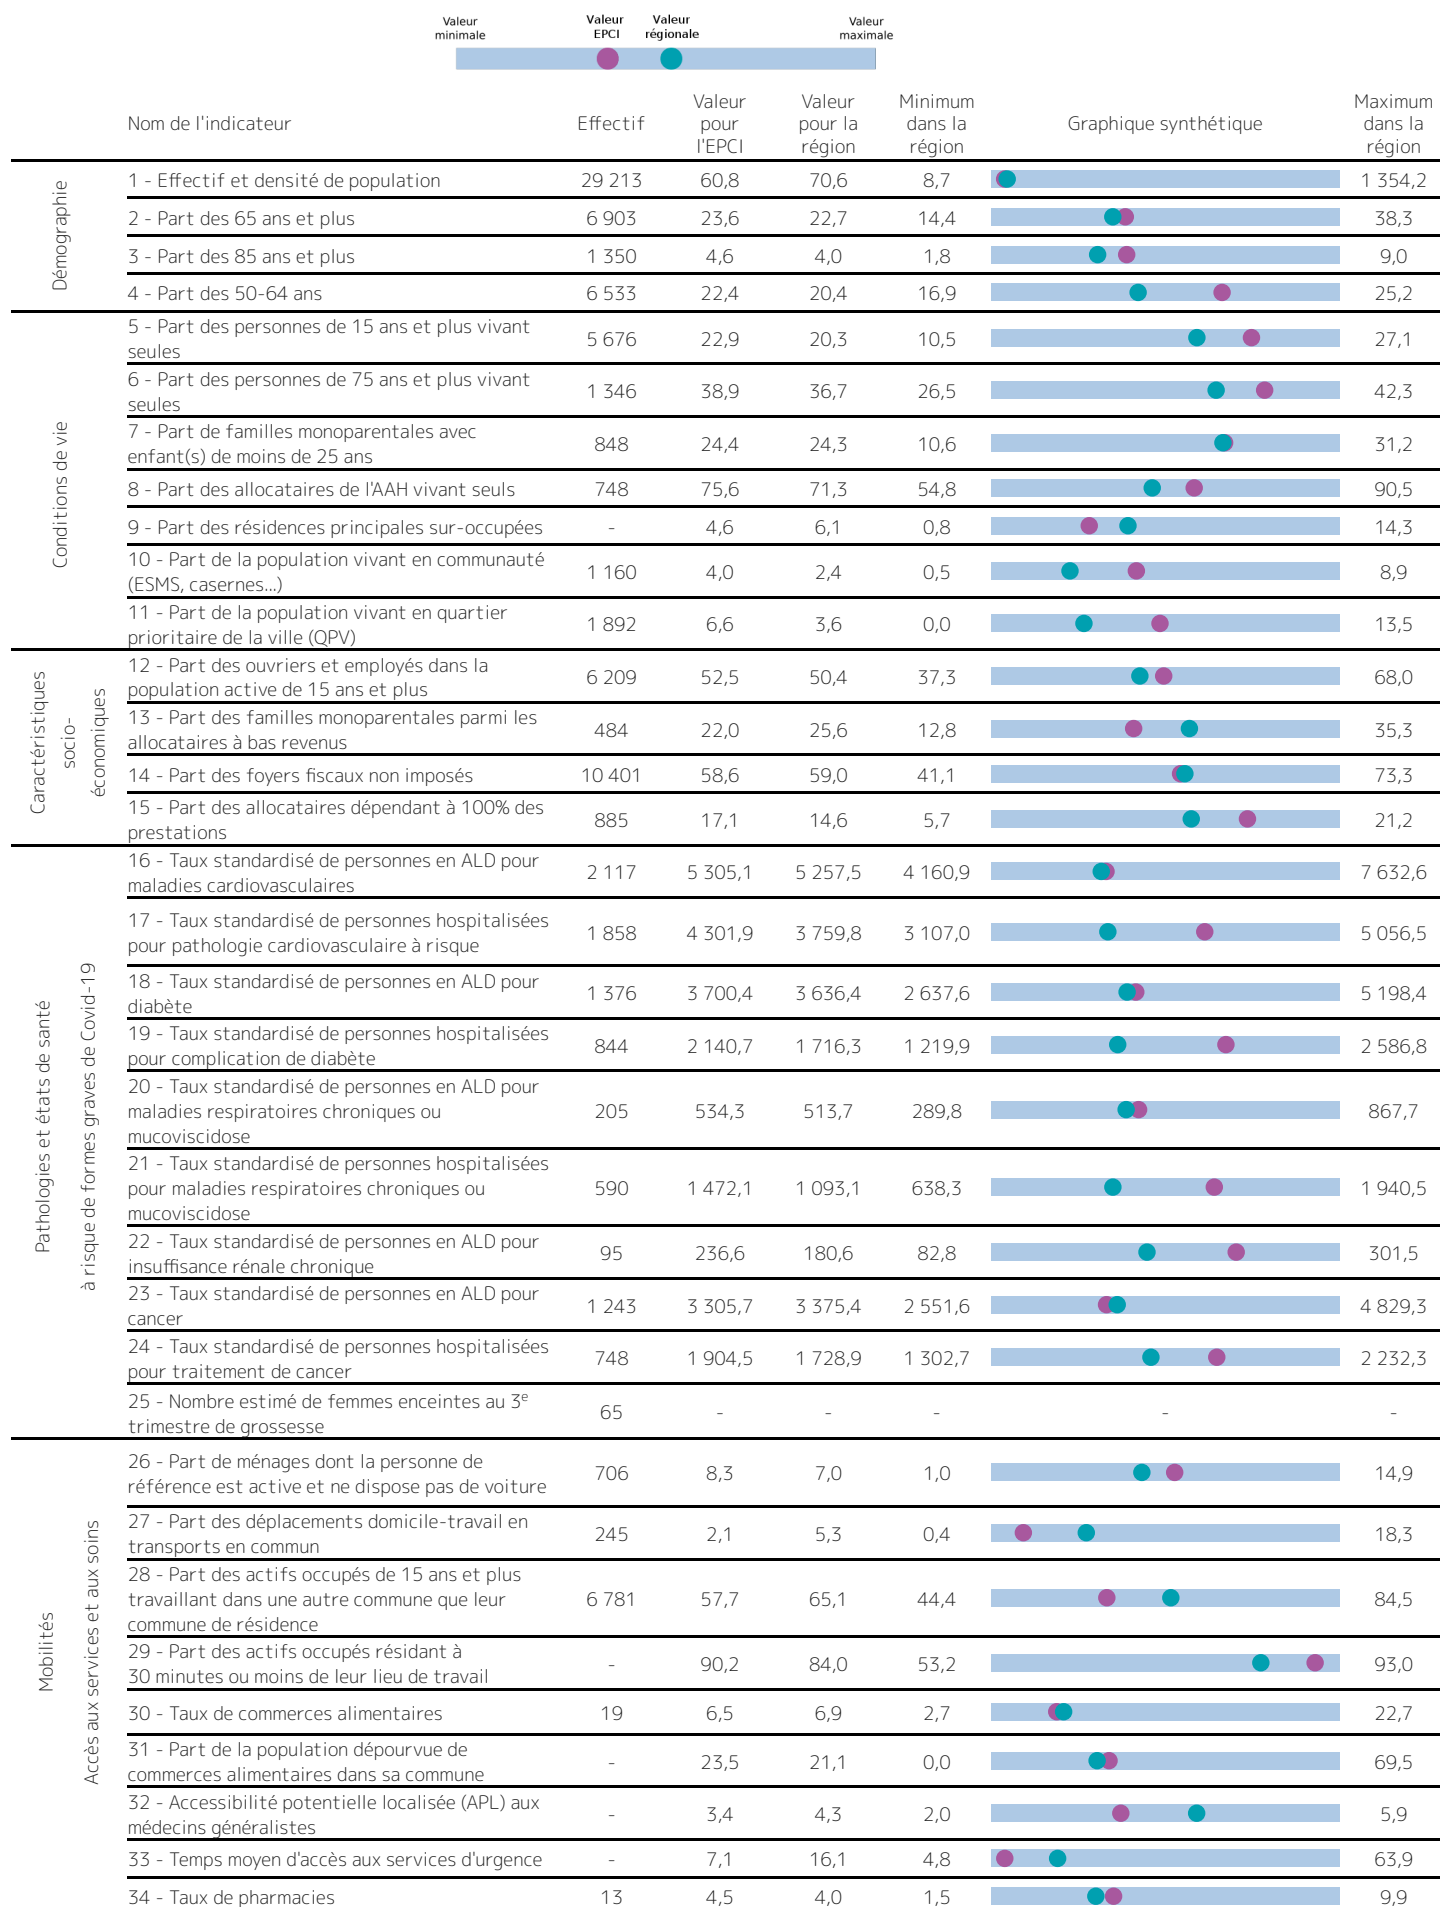 Valeur minimale
Valeur EPCI
Valeur régionale
Valeur maximale
Nom de l'indicateur
Effectif
Valeur pour l'EPCI
Valeur pour la région
Minimum dans la région
Graphique synthétique
Maximum dans la région
Démographie
1 - Effectif et densité de population 29 213 60,8 70,6 8,7 1 354,2
2 - Part des 65 ans et plus 6 903 23,6 22,7 14,4 38,3
3 - Part des 85 ans et plus 1 350 4,6 4,0 1,8 9,0
4 - Part des 50-64 ans 6 533 22,4 20,4 16,9 25,2
Conditions de vie
5 - Part des personnes de 15 ans et plus vivant
seules 5 676 22,9 20,3 10,5 27,1
6 - Part des personnes de 75 ans et plus vivant
seules 1 346 38,9 36,7 26,5 42,3
7 - Part de familles monoparentales avec
enfant(s) de moins de 25 ans 848 24,4 24,3 10,6 31,2
8 - Part des allocataires de l'AAH vivant seuls 748 75,6 71,3 54,8 90,5
9 - Part des résidences principales sur-occupées - 4,6 6,1 0,8 14,3
10 - Part de la population vivant en communauté
(ESMS, casernes...) 1 160 4,0 2,4 0,5 8,9
11 - Part de la population vivant en quartier
prioritaire de la ville (QPV) 1 892 6,6 3,6 0,0 13,5
Caractéristiques
socio-
économiques
12 - Part des ouvriers et employés dans la
population active de 15 ans et plus 6 209 52,5 50,4 37,3 68,0
13 - Part des familles monoparentales parmi les
allocataires à bas revenus 484 22,0 25,6 12,8 35,3
14 - Part des foyers fiscaux non imposés 10 401 58,6 59,0 41,1 73,3
15 - Part des allocataires dépendant à 100% des
prestations 885 17,1 14,6 5,7 21,2
Pathologies et états de santé
à risque de formes graves de Covid-19
16 - Taux standardisé de personnes en ALD pour
maladies cardiovasculaires 2 117 5 305,1 5 257,5 4 160,9 7 632,6
17 - Taux standardisé de personnes hospitalisées
pour pathologie cardiovasculaire à risque 1 858 4 301,9 3 759,8 3 107,0 5 056,5
18 - Taux standardisé de personnes en ALD pour
diabète 1 376 3 700,4 3 636,4 2 637,6 5 198,4
19 - Taux standardisé de personnes hospitalisées
pour complication de diabète 844 2 140,7 1 716,3 1 219,9 2 586,8
20 - Taux standardisé de personnes en ALD pour
maladies respiratoires chroniques ou 205 534,3 513,7 289,8 867,7
mucoviscidose
21 - Taux standardisé de personnes hospitalisées
pour maladies respiratoires chroniques ou 590 1 472,1 1 093,1 638,3 1 940,5
mucoviscidose
22 - Taux standardisé de personnes en ALD pour
insuffisance rénale chronique 95 236,6 180,6 82,8 301,5
23 - Taux standardisé de personnes en ALD pour
cancer 1 243 3 305,7 3 375,4 2 551,6 4 829,3
24 - Taux standardisé de personnes hospitalisées
pour traitement de cancer 748 1 904,5 1 728,9 1 302,7 2 232,3
25 - Nombre estimé de femmes enceintes au 3e
trimestre de grossesse 65 - - - - -
Mobilités
Accès aux services et aux soins
26 - Part de ménages dont la personne de
référence est active et ne dispose pas de voiture 706 8,3 7,0 1,0 14,9
27 - Part des déplacements domicile-travail en
transports en commun 245 2,1 5,3 0,4 18,3
28 - Part des actifs occupés de 15 ans et plus
travaillant dans une autre commune que leur 6 781 57,7 65,1 44,4 84,5
commune de résidence
29 - Part des actifs occupés résidant à
30 minutes ou moins de leur lieu de travail - 90,2 84,0 53,2 93,0
30 - Taux de commerces alimentaires 19 6,5 6,9 2,7 22,7
31 - Part de la population dépourvue de
commerces alimentaires dans sa commune - 23,5 21,1 0,0 69,5
32 - Accessibilité potentielle localisée (APL) aux
médecins généralistes - 3,4 4,3 2,0 5,9
33 - Temps moyen d'accès aux services d'urgence - 7,1 16,1 4,8 63,9
34 - Taux de pharmacies 13 4,5 4,0 1,5 9,9